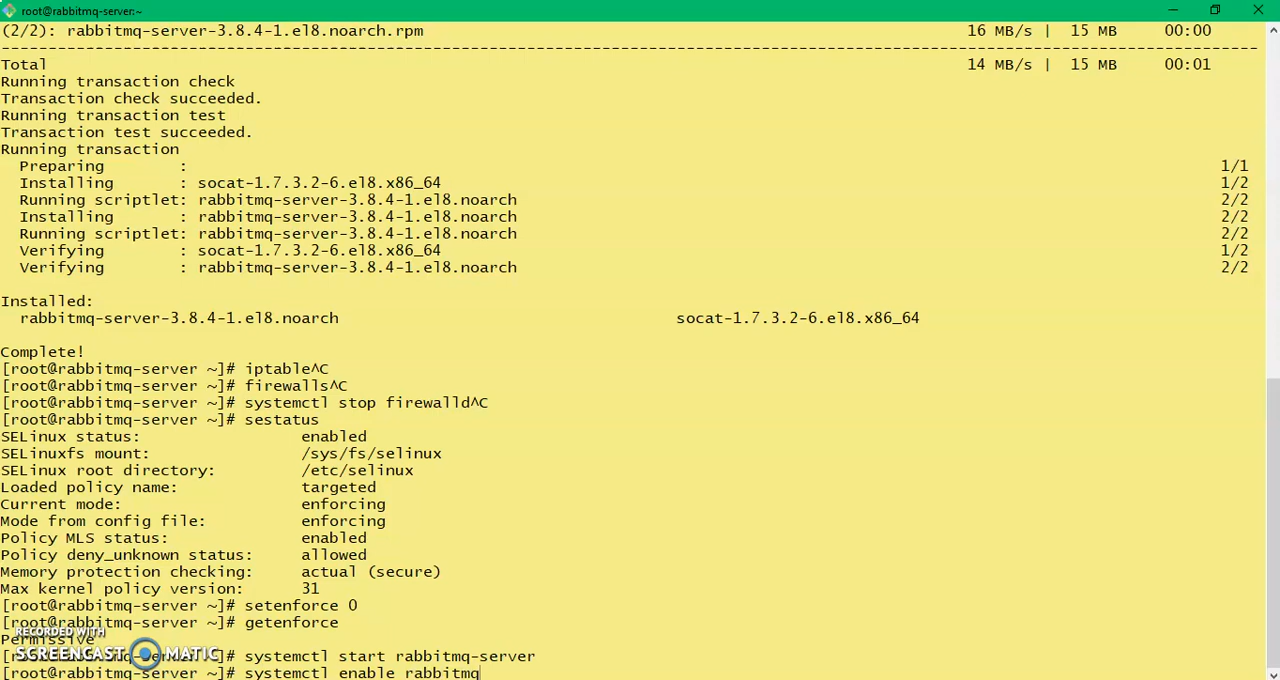 root@rabbitmq-server:~
(2/2): rabbitmq-server-3.8.4-1.el8.noarch.rpm 16 MB/s | 15 MB 00:00
--------------------------------------------------------------------------------
Total 14 MB/s | 15 MB 00:01
Running transaction check
Transaction check succeeded.
Running transaction test
Transaction test succeeded.
Running transaction
Preparing : 1/1
Installing : socat-1.7.3.2-6.el8.x86_64 1/2
Running scriptlet: rabbitmq-server-3.8.4-1.el8.noarch 2/2
Installing : rabbitmq-server-3.8.4-1.el8.noarch 2/2
Running scriptlet: rabbitmq-server-3.8.4-1.el8.noarch 2/2
Verifying : socat-1.7.3.2-6.el8.x86_64 1/2
Verifying : rabbitmq-server-3.8.4-1.el8.noarch 2/2
Installed:
rabbitmq-server-3.8.4-1.el8.noarch socat-1.7.3.2-6.el8.x86_64
Complete!
[root@rabbitmq-server ~]# iptable^C
[root@rabbitmq-server ~]# firewalls^C
[root@rabbitmq-server ~]# systemctl stop firewalld^C
[root@rabbitmq-server ~]# sestatus
SELinux status: enabled
SELinuxfs mount: /sys/fs/selinux
SELinux root directory: /etc/selinux
Loaded policy name: targeted
Current mode: enforcing
Mode from config file: enforcing
Policy MLS status: enabled
Policy deny_unknown status: allowed
Memory protection checking: actual (secure)
Max kernel policy version: 31
[root@rabbitmq-server ~]# setenforce 0
[root@rabbitmq-server ~]# getenforce
Permissive
RECORDED WITH
SCREENCAST MATIC
[root@rabbitmq-server ~]# systemctl start rabbitmq-server
[root@rabbitmq-server ~]# systemctl enable rabbitmq